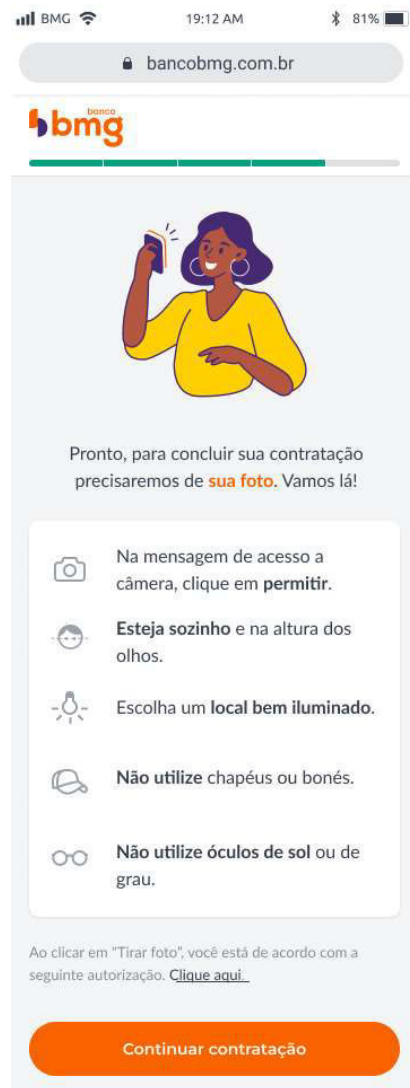 BMG 19:12 AM 81%
bancobmg.com.br
banco
bmg
Pronto, para concluir sua contratação
precisaremos de sua foto. Vamos lá!
Na mensagem de acesso a
câmera, clique em permitir.
Esteja sozinho e na altura dos
olhos.
Escolha um local bem iluminado.
Não utilize chapéus ou bonés.
Não utilize óculos de sol ou de
grau.
Ao clicar em "Tirar foto", você está de acordo com a
seguinte autorização. Clique aqui.
Continuar contratação